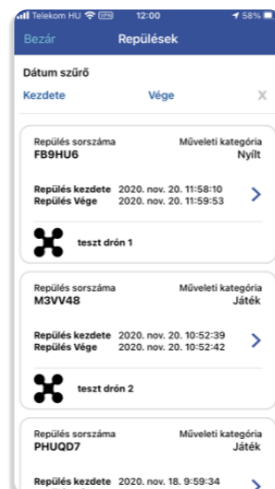 Telekom HU 12:00 58%
Bezár Repülések
Dátum szűrő
Kezdete Vége X
Repülés sorszáma Műveleti kategória
FB9HU6 Nyílt
Repülés kezdete 2020. nov. 20. 11:58:10
Repülés Vége 2020. nov. 20. 11:59:53
teszt drón 1
Repülés sorszáma Műveleti kategória
M3VV48 Játék
Repülés kezdete 2020. nov. 20. 10:52:39
Repülés Vége 2020. nov. 20. 10:52:42
teszt drón 2
Repülés sorszáma Műveleti kategória
PHUQD7 Játék
Repülés kezdete 2020. nov. 18. 9:59:34